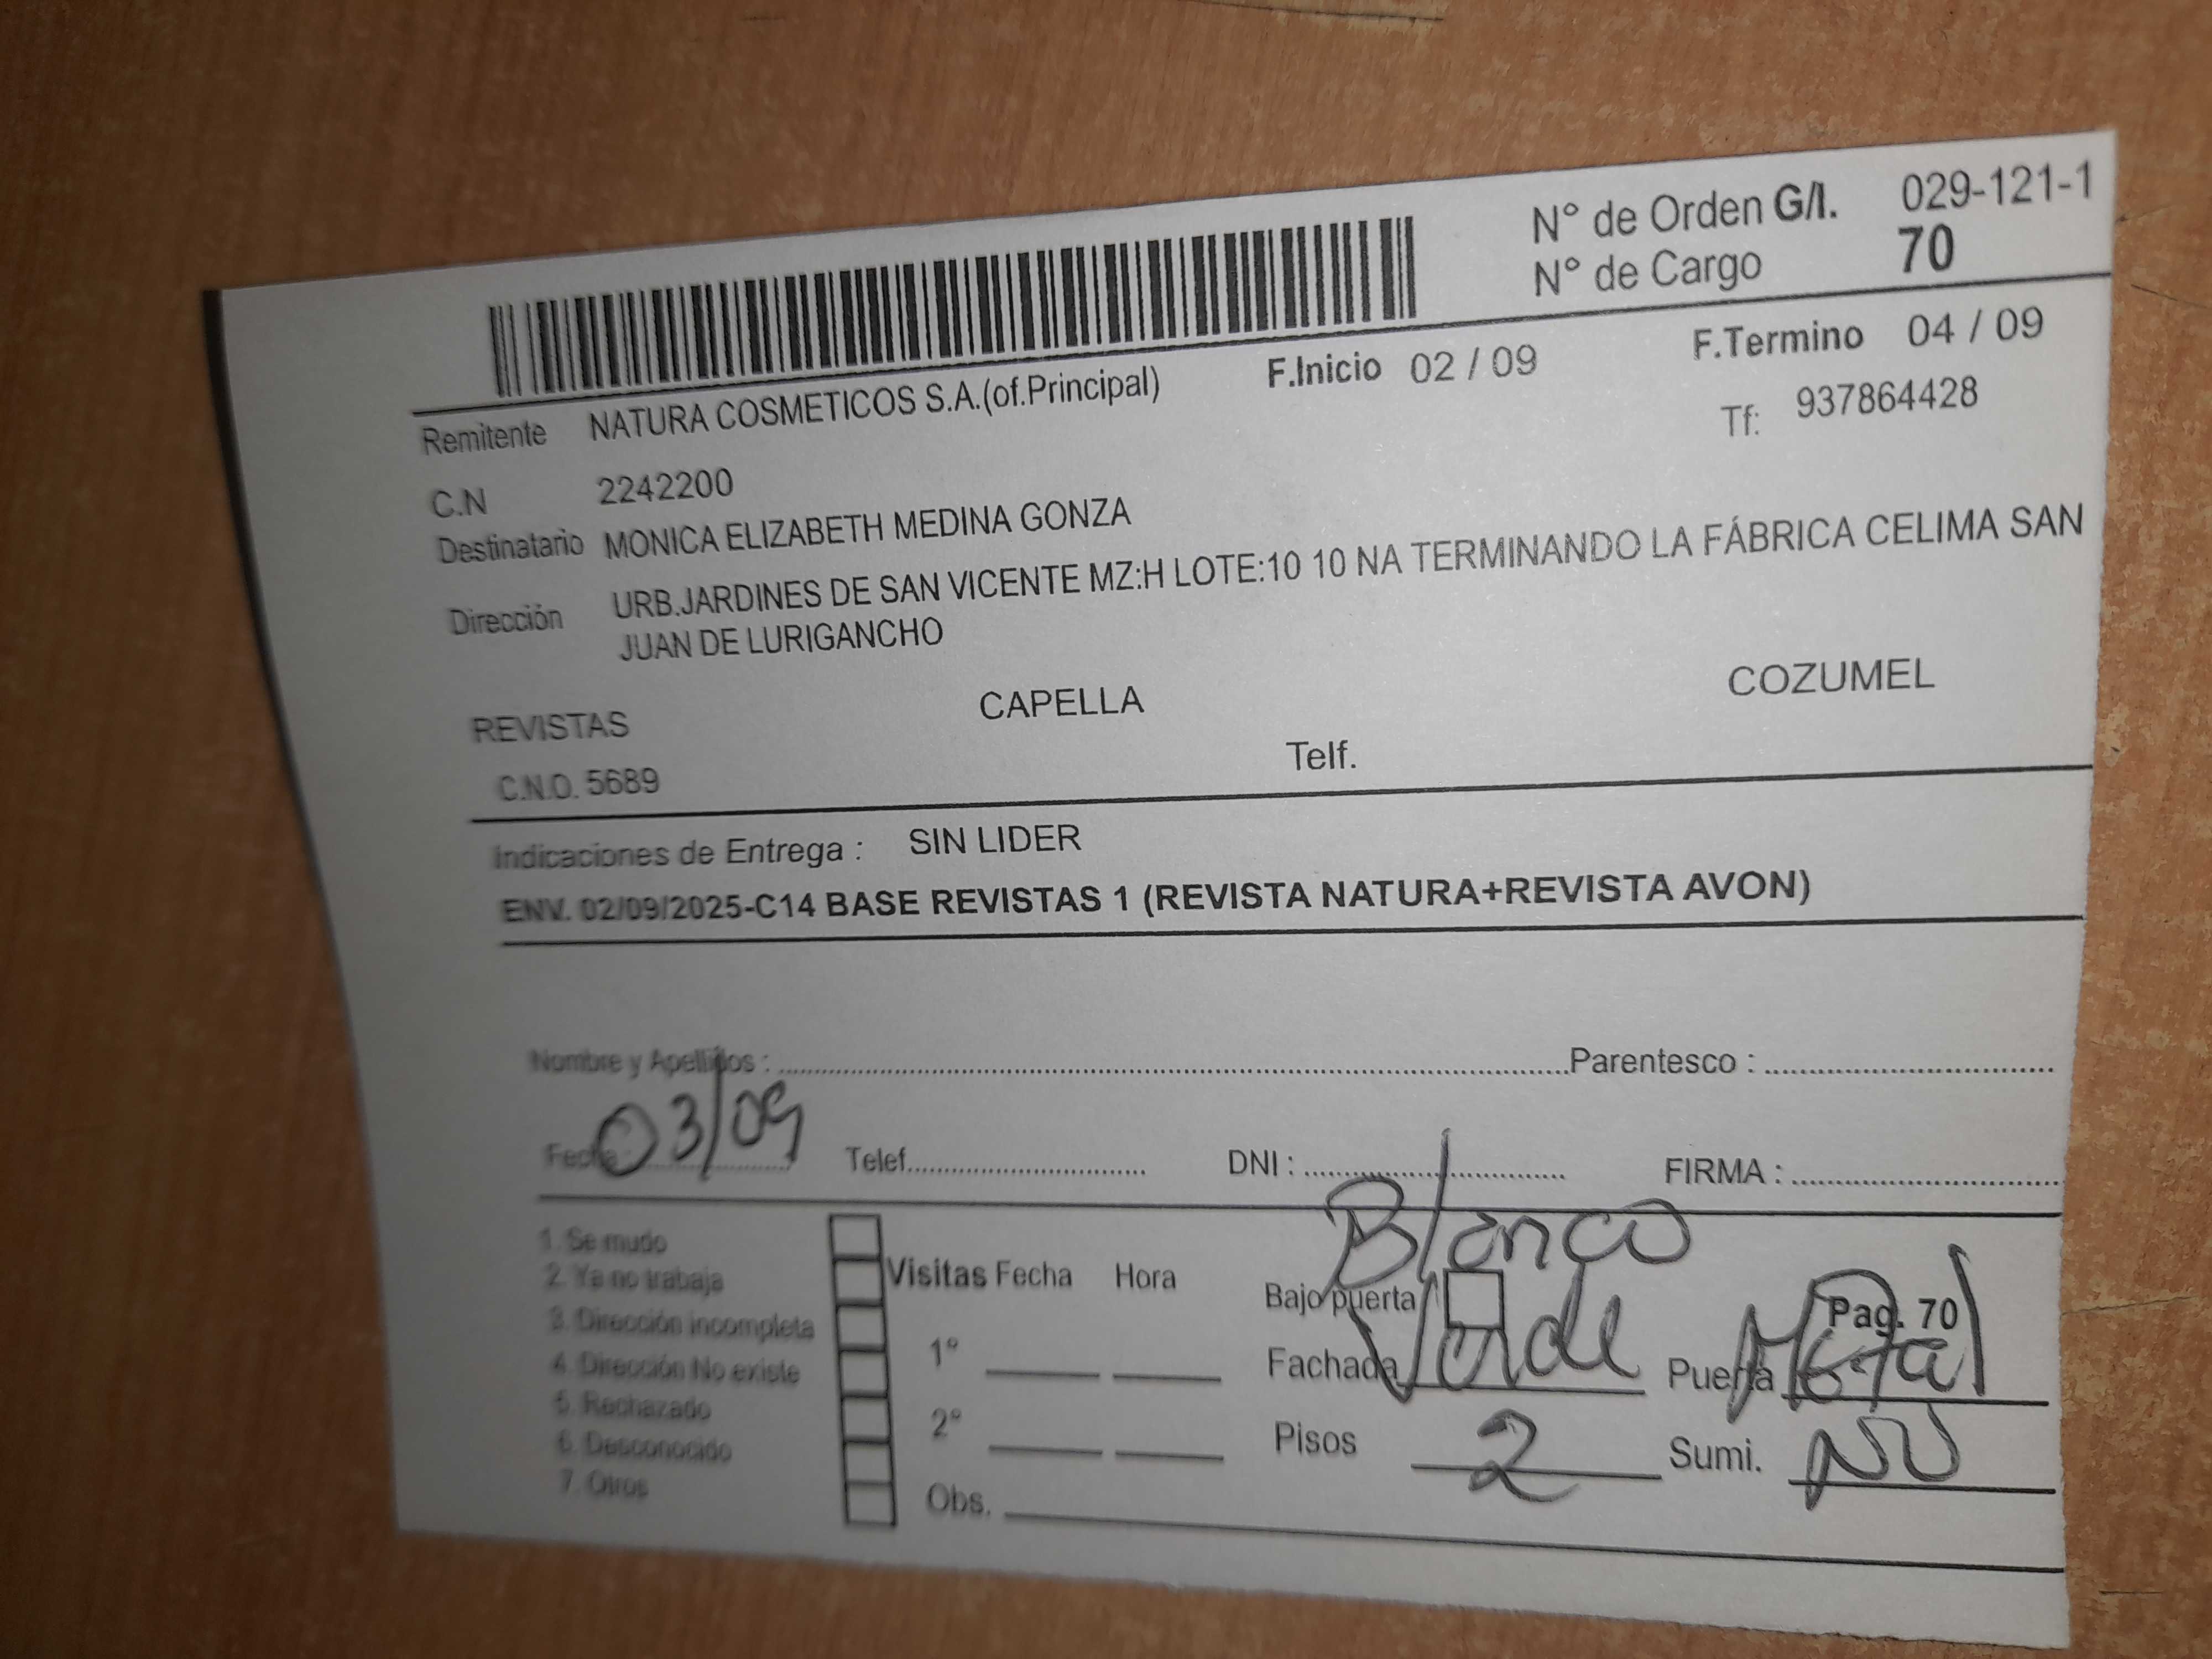 N° de Orden G/I. 029-121-1
N° de Cargo 70
F.Inicio 02 / 09 F.Termino 04 / 09
Remitente NATURA COSMETICOS S.A.(of.Principal)
Tf: 937864428
C.N 2242200
Destinatario MONICA ELIZABETH MEDINA GONZA
Dirección URB.JARDINES DE SAN VICENTE MZ:H LOTE:10 10 NA TERMINANDO LA FÁBRICA CELIMA SAN
JUAN DE LURIGANCHO
REVISTAS CAPELLA COZUMEL
C.N.O. 5689 Telf.
Indicaciones de Entrega : SIN LIDER
ENV. 02/09/2025-C14 BASE REVISTAS 1 (REVISTA NATURA+REVISTA AVON)
Nombre y Apellidos : Parentesco :
Fecha 03/09 Telef. DNI : FIRMA :
Blanco
1. Se mudo
2. Ya no trabaja Visitas Fecha Hora Bajo puerta Pag. 70
3. Dirección incompleta
4. Dirección No existe 1° Fachada Verde Puerta Metal
5. Rechazado
6. Desconocido 2° Pisos 2 Sumi. NO
7. Otros Obs.